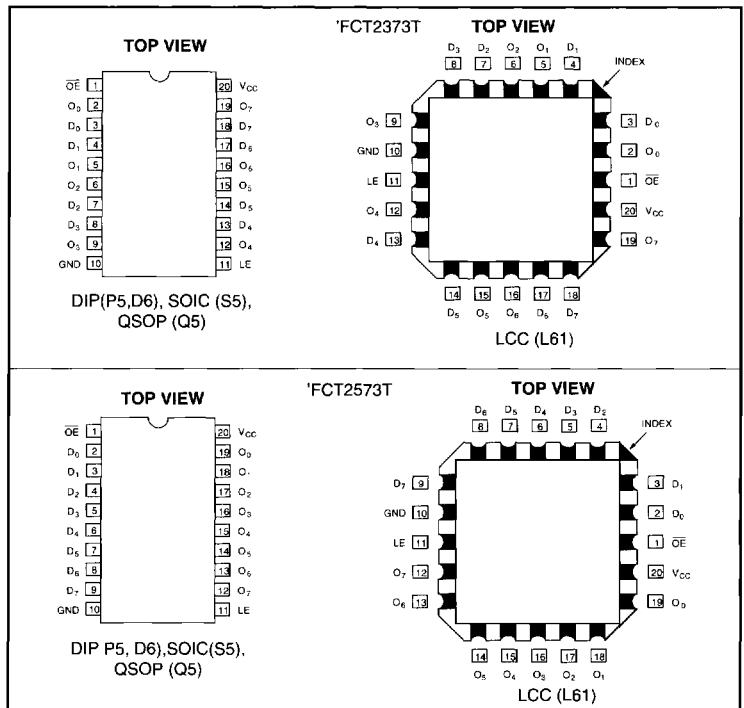 'FCT2373T
TOP VIEW
O̅E̅ 1 20 VCC
O0 2 19 O7
D0 3 18 D7
D1 4 17 D6
O1 5 16 O6
O2 6 15 O5
D2 7 14 D5
D3 8 13 D4
O3 9 12 O4
GND 10 11 LE
DIP(P5,D6), SOIC (S5),
QSOP (Q5)
TOP VIEW
D3 D2 O2 O1 D1
8 7 6 5 4
INDEX
O3 9 3 D0
GND 10 2 O0
LE 11 1 O̅E̅
O4 12 20 VCC
D4 13 19 O7
14 15 16 17 18
D5 O5 O6 D6 D7
LCC (L61)
'FCT2573T
TOP VIEW
O̅E̅ 1 20 VCC
D0 2 19 O0
D1 3 18 O
D2 4 17 O2
D3 5 16 O3
D4 6 15 O4
D5 7 14 O5
D6 8 13 O6
D7 9 12 O7
GND 10 11 LE
DIP P5, D6),SOIC(S5),
QSOP (Q5)
TOP VIEW
D6 D5 D4 D3 D2
8 7 6 5 4
INDEX
D7 9 3 D1
GND 10 2 D0
LE 11 1 O̅E̅
O7 12 20 VCC
O6 13 19 O0
14 15 16 17 18
O5 O4 O3 O2 O1
LCC (L61)